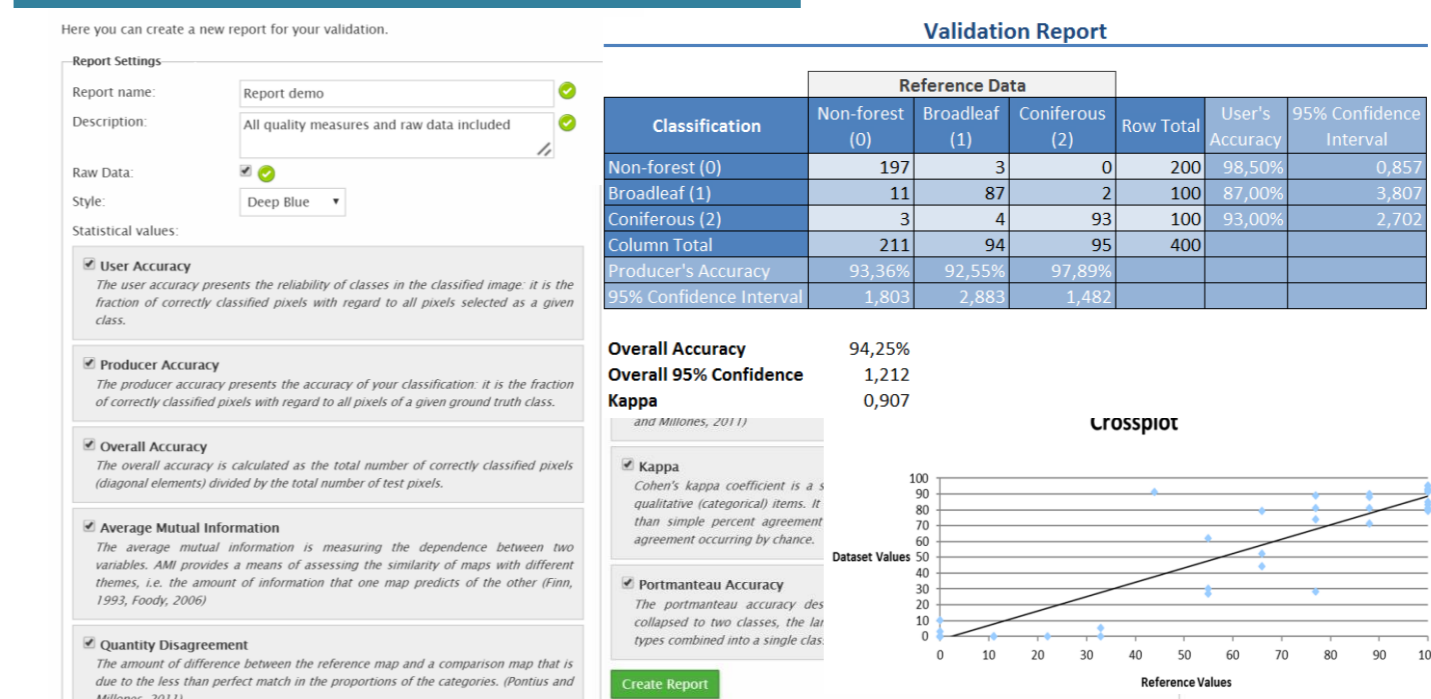 Here you can create a new report for your validation.
Report Settings
Report name:
Report demo
Description:
All quality measures and raw data included
Raw Data:
Style:
Deep Blue
Statistical values:
User Accuracy
The user accuracy presents the reliability of classes in the classified image: it is the
fraction of correctly classified pixels with regard to all pixels selected as a given
class.
Producer Accuracy
The producer accuracy presents the accuracy of your classification: it is the fraction
of correctly classified pixels with regard to all pixels of a given ground truth class.
Overall Accuracy
The overall accuracy is calculated as the total number of correctly classified pixels
(diagonal elements) divided by the total number of test pixels.
Average Mutual Information
The average mutual information is measuring the dependence between two
variables. AMI provides a means of assessing the similarity of maps with different
themes, i.e. the amount of information that one map predicts of the other (Finn,
1993, Foody, 2006)
Quantity Disagreement
The amount of difference between the reference map and a comparison map that is
due to the less than perfect match in the proportions of the categories. (Pontius and
Millones, 2011)
Validation Report
Reference Data
Classification Non-forest (0) Broadleaf (1) Coniferous (2) Row Total User's Accuracy 95% Confidence Interval
Non-forest (0) 197 3 0 200 98,50% 0,857
Broadleaf (1) 11 87 2 100 87,00% 3,807
Coniferous (2) 3 4 93 100 93,00% 2,702
Column Total 211 94 95 400
Producer's Accuracy 93,36% 92,55% 97,89%
95% Confidence Interval 1,803 2,883 1,482
Overall Accuracy 94,25%
Overall 95% Confidence 1,212
Kappa 0,907
and Millones, 2011)
Kappa
Cohen's kappa coefficient is a s
qualitative (categorical) items. It
than simple percent agreement
agreement occurring by chance.
Portmanteau Accuracy
The portmanteau accuracy des
collapsed to two classes, the lan
types combined into a single clas
Create Report
Crossplot
100
90
80
70
60
Dataset Values 50
40
30
20
10
0
0 10 20 30 40 50 60 70 80 90 10
Reference Values